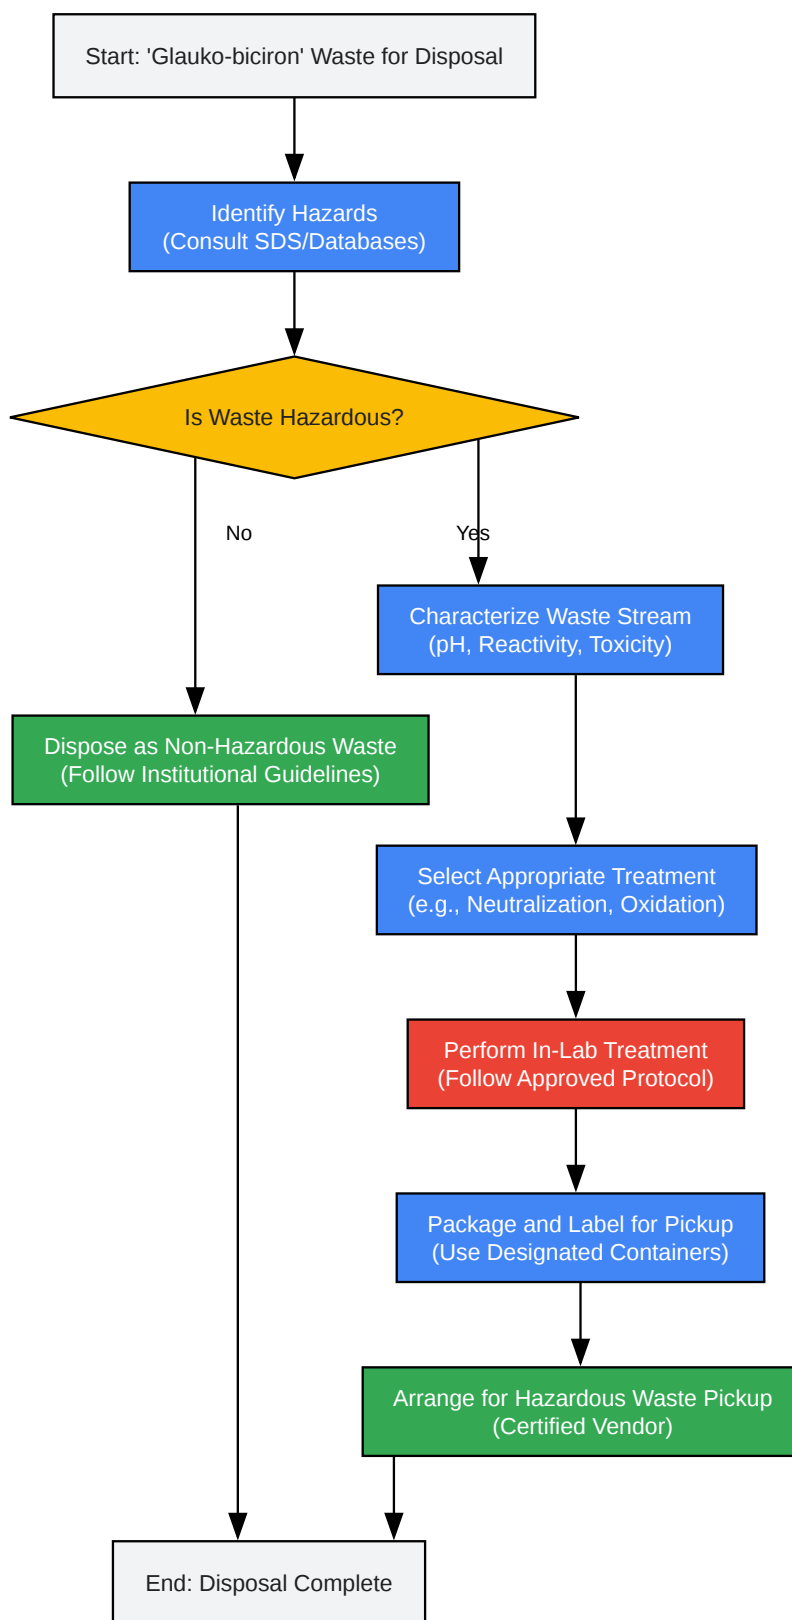 Start: 'Glauko-biciron' Waste for Disposal
Identify Hazards
(Consult SDS/Databases)
Is Waste Hazardous?
No
Yes
Characterize Waste Stream
(pH, Reactivity, Toxicity)
Dispose as Non-Hazardous Waste
(Follow Institutional Guidelines)
Select Appropriate Treatment
(e.g., Neutralization, Oxidation)
Perform In-Lab Treatment
(Follow Approved Protocol)
Package and Label for Pickup
(Use Designated Containers)
Arrange for Hazardous Waste Pickup
(Certified Vendor)
End: Disposal Complete